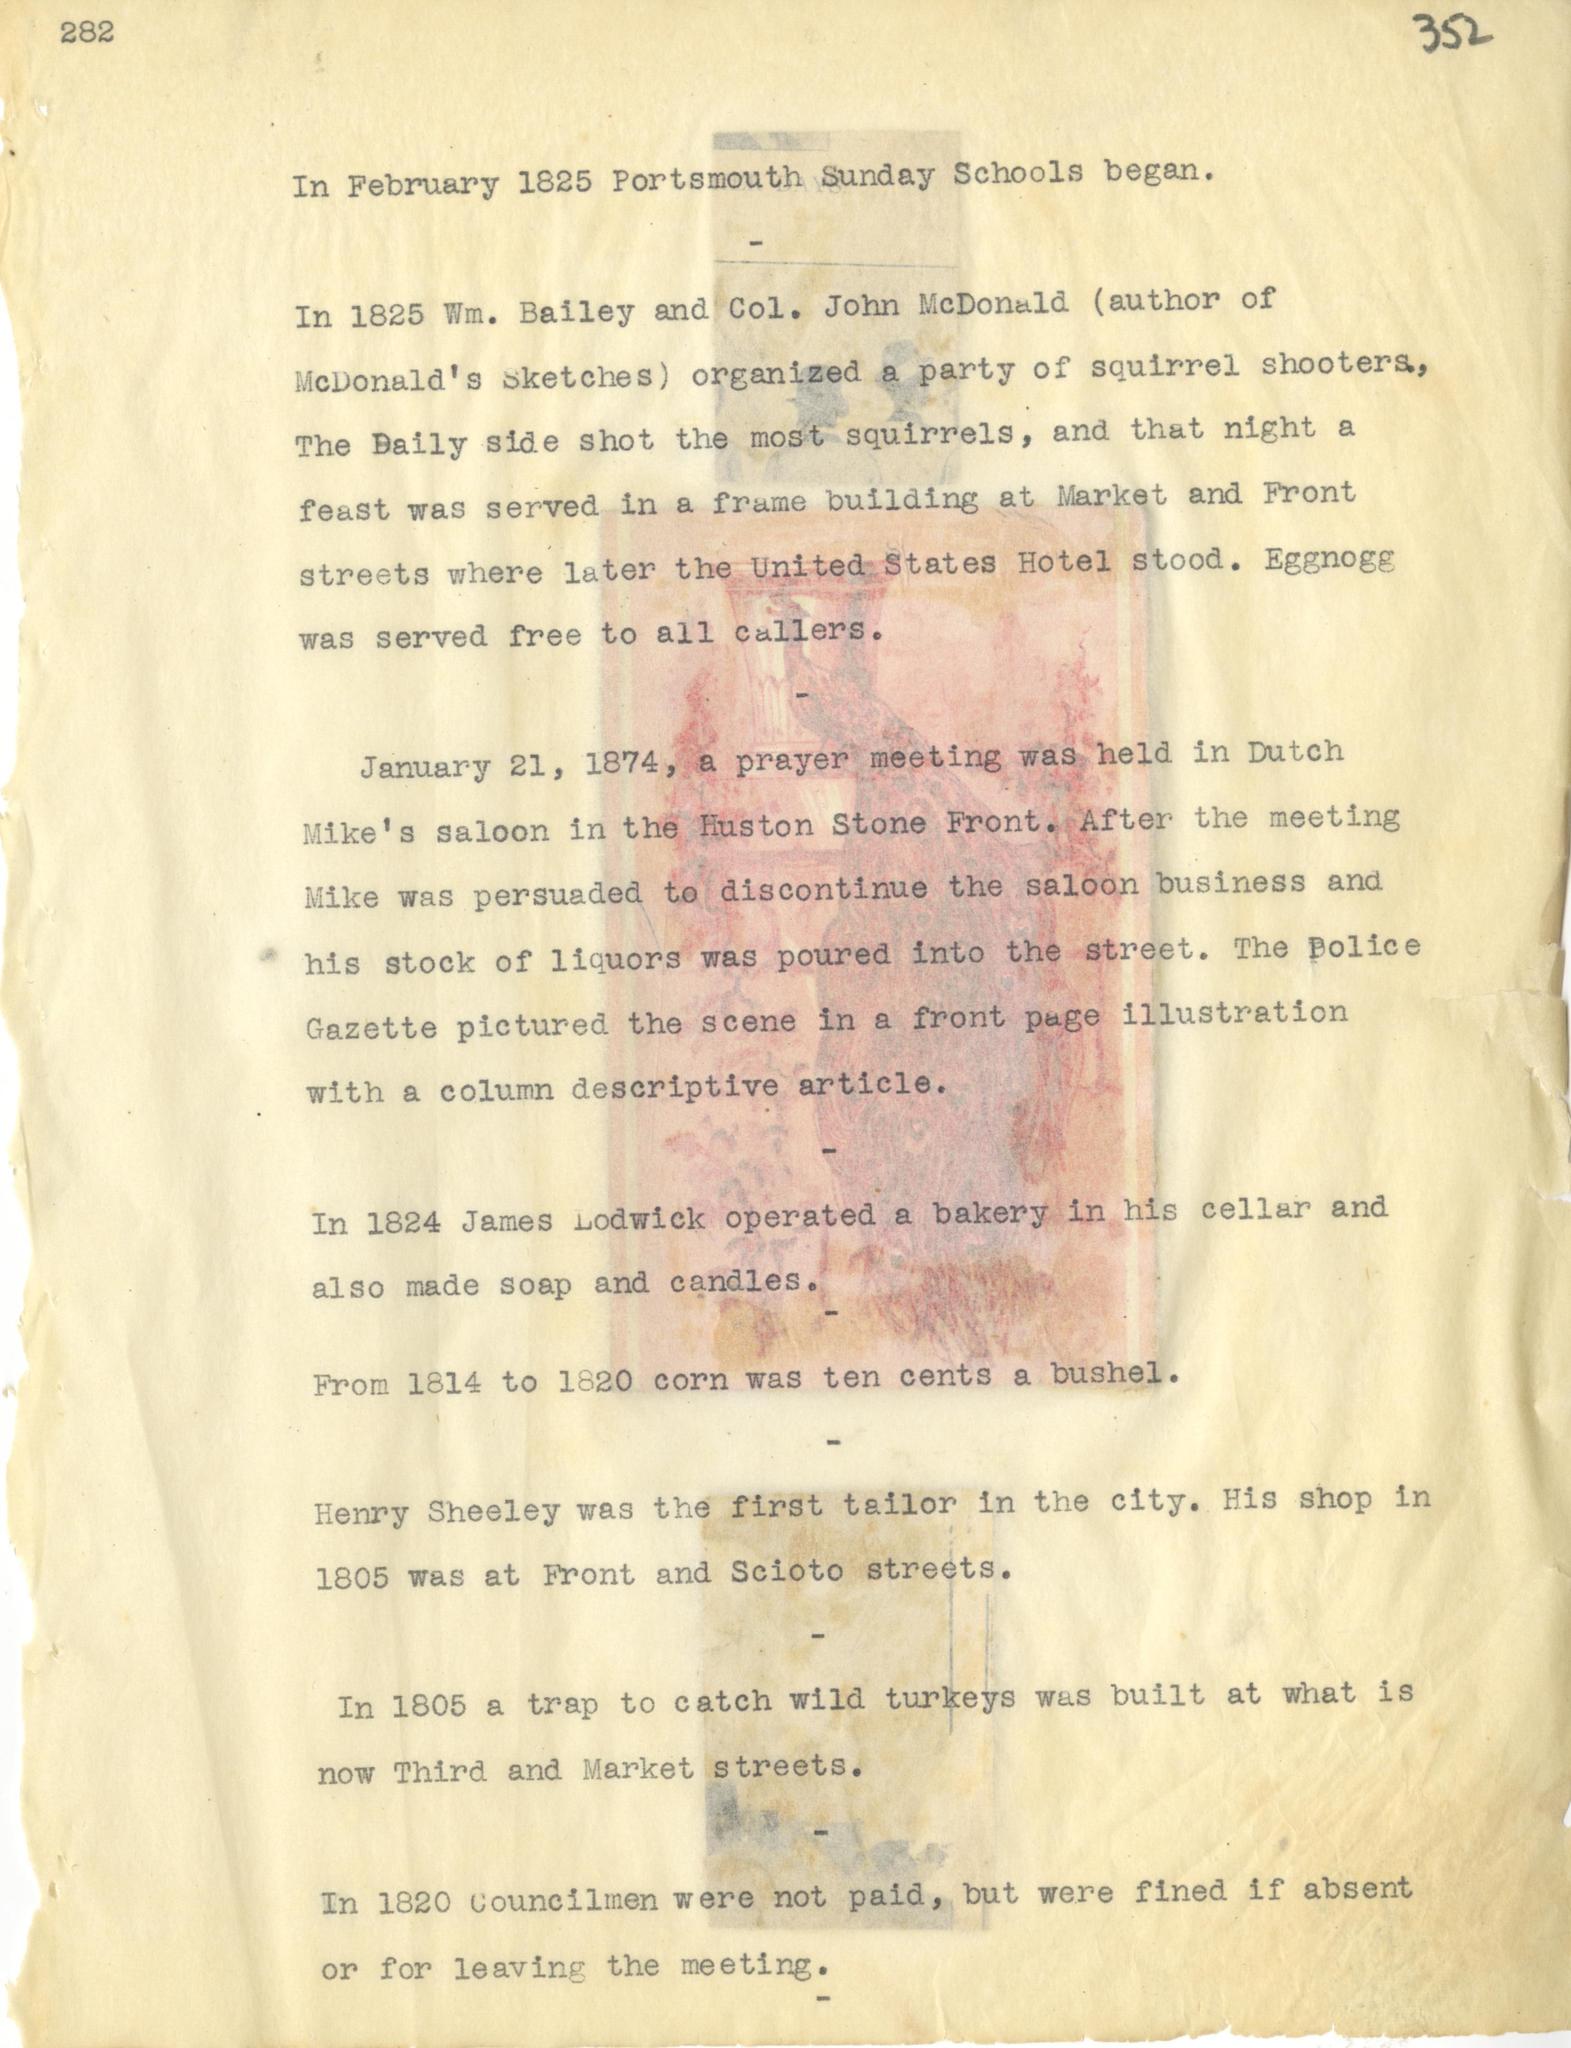 282
352
In February 1825 Portsmouth Sunday Schools began.
-
In 1825 Wm. Bailey and Col. John McDonald (author of
McDonald's Sketches) organized a party of squirrel shooters,
The Daily side shot the most squirrels, and that night a
feast was served in a frame building at Market and Front
streets where later the United States Hotel stood. Eggnogg
was served free to all callers.
-
January 21, 1874, a prayer meeting was held in Dutch
Mike's saloon in the Huston Stone Front. After the meeting
Mike was persuaded to discontinue the saloon business and
his stock of liquors was poured into the street. The Police
Gazette pictured the scene in a front page illustration
with a column descriptive article.
-
In 1824 James Lodwick operated a bakery in his cellar and
also made soap and candles.
-
From 1814 to 1820 corn was ten cents a bushel.
-
Henry Sheeley was the first tailor in the city. His shop in
1805 was at Front and Scioto streets.
-
In 1805 a trap to catch wild turkeys was built at what is
now Third and Market streets.
-
In 1820 Councilmen were not paid, but were fined if absent
or for leaving the meeting.
-